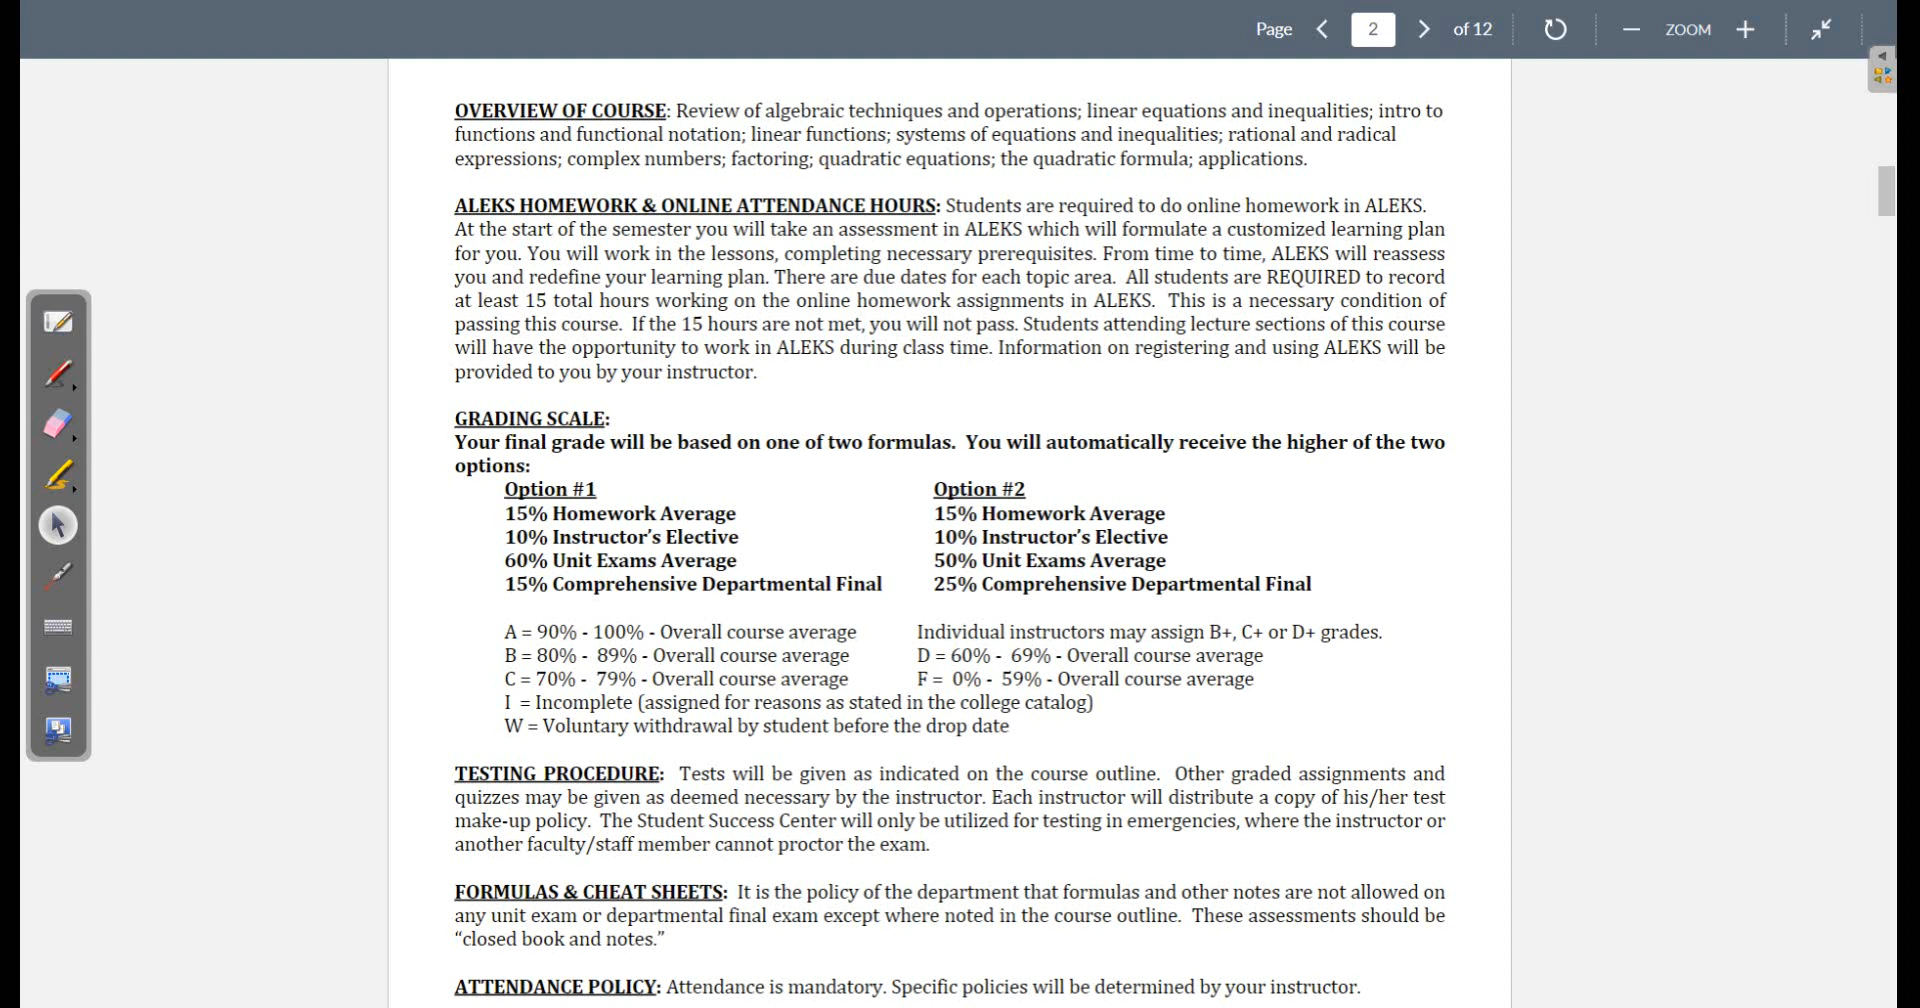 Page 2 of 12 ZOOM
OVERVIEW OF COURSE: Review of algebraic techniques and operations; linear equations and inequalities; intro to
functions and functional notation; linear functions; systems of equations and inequalities; rational and radical
expressions; complex numbers; factoring; quadratic equations; the quadratic formula; applications.
ALEKS HOMEWORK & ONLINE ATTENDANCE HOURS: Students are required to do online homework in ALEKS.
At the start of the semester you will take an assessment in ALEKS which will formulate a customized learning plan
for you. You will work in the lessons, completing necessary prerequisites. From time to time, ALEKS will reassess
you and redefine your learning plan. There are due dates for each topic area.  All students are REQUIRED to record
at least 15 total hours working on the online homework assignments in ALEKS.  This is a necessary condition of
passing this course.  If the 15 hours are not met, you will not pass. Students attending lecture sections of this course
will have the opportunity to work in ALEKS during class time. Information on registering and using ALEKS will be
provided to you by your instructor.
GRADING SCALE:
Your final grade will be based on one of two formulas.  You will automatically receive the higher of the two
options:
Option #1 Option #2
15% Homework Average 15% Homework Average
10% Instructor’s Elective 10% Instructor’s Elective
60% Unit Exams Average 50% Unit Exams Average
15% Comprehensive Departmental Final 25% Comprehensive Departmental Final
A = 90% - 100% - Overall course average Individual instructors may assign B+, C+ or D+ grades.
B = 80% -  89% - Overall course average D = 60% -  69% - Overall course average
C = 70% -  79% - Overall course average F =  0% -  59% - Overall course average
I  = Incomplete (assigned for reasons as stated in the college catalog)
W = Voluntary withdrawal by student before the drop date
TESTING PROCEDURE:  Tests will be given as indicated on the course outline.  Other graded assignments and
quizzes may be given as deemed necessary by the instructor. Each instructor will distribute a copy of his/her test
make-up policy.  The Student Success Center will only be utilized for testing in emergencies, where the instructor or
another faculty/staff member cannot proctor the exam.
FORMULAS & CHEAT SHEETS:  It is the policy of the department that formulas and other notes are not allowed on
any unit exam or departmental final exam except where noted in the course outline.  These assessments should be
“closed book and notes.”
ATTENDANCE POLICY: Attendance is mandatory. Specific policies will be determined by your instructor.